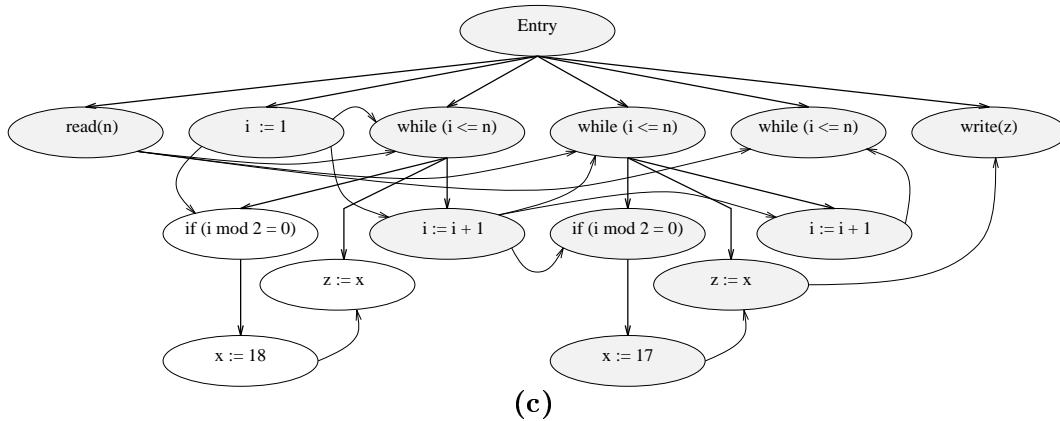 Entry
read(n)
i := 1
while (i <= n)
while (i <= n)
while (i <= n)
write(z)
if (i mod 2 = 0)
i := i + 1
if (i mod 2 = 0)
i := i + 1
z := x
z := x
x := 18
x := 17
(c)